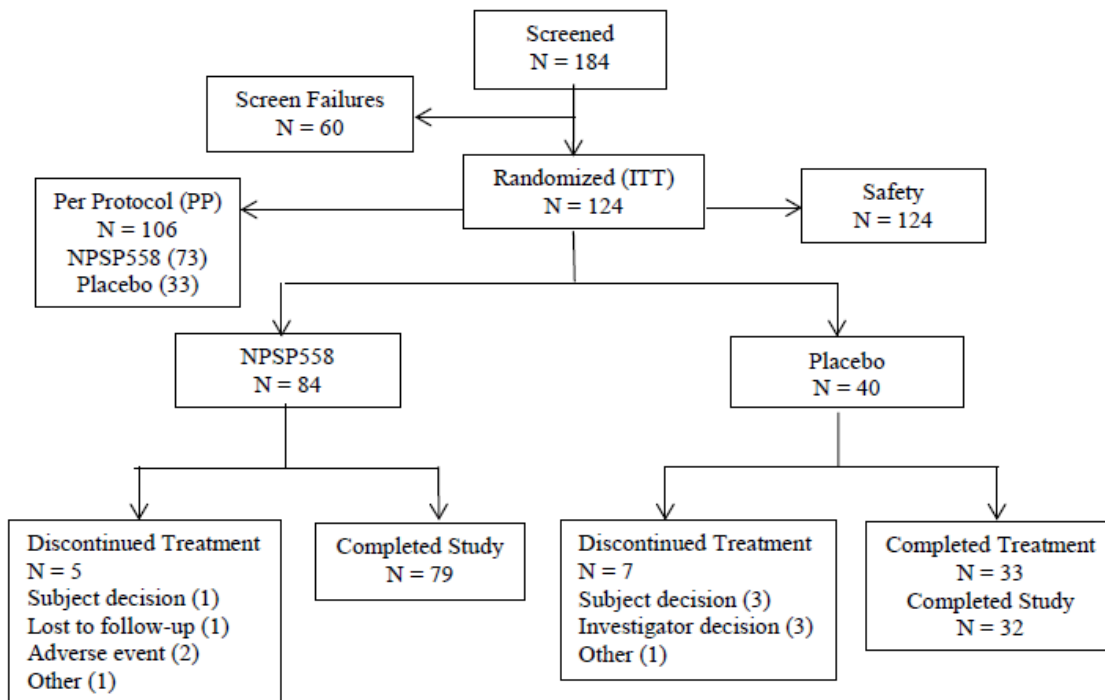 Screened
N = 184
Screen Failures
N = 60
Randomized (ITT)
N = 124
Per Protocol (PP)
N = 106
NPSP558 (73)
Placebo (33)
Safety
N = 124
NPSP558
N = 84
Placebo
N = 40
Discontinued Treatment
N = 5
Subject decision (1)
Lost to follow-up (1)
Adverse event (2)
Other (1)
Completed Study
N = 79
Discontinued Treatment
N = 7
Subject decision (3)
Investigator decision (3)
Other (1)
Completed Treatment
N = 33
Completed Study
N = 32